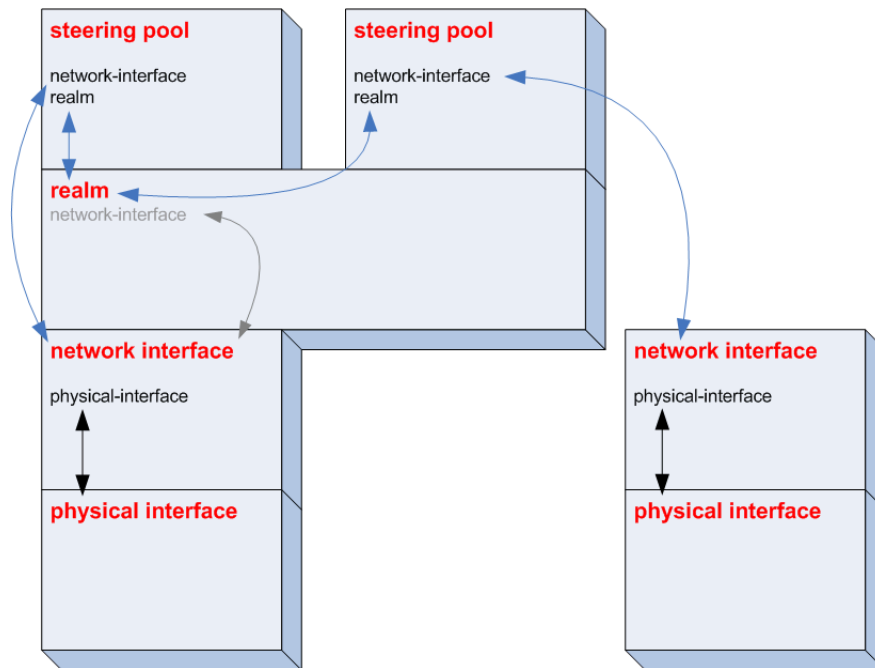 steering pool
network-interface
realm
steering pool
network-interface
realm
realm
network-interface
network interface
physical-interface
physical interface
network interface
physical-interface
physical interface